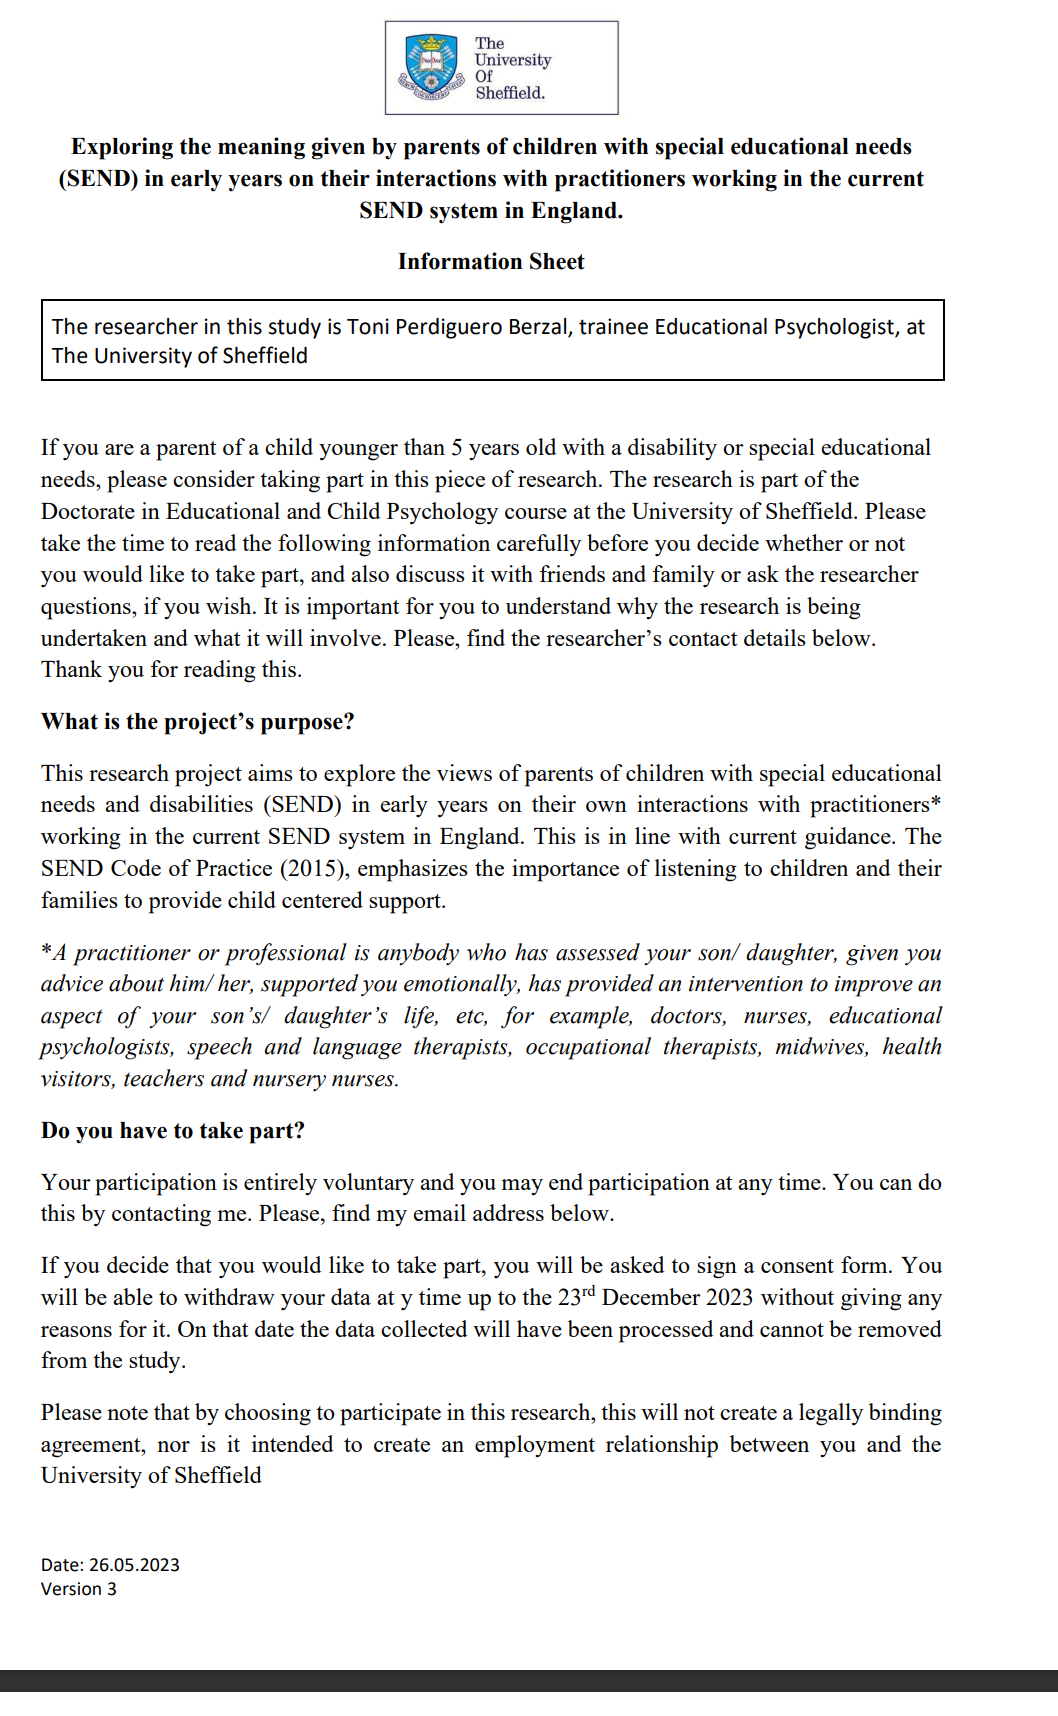 The
University
Of
Sheffield.
Exploring the meaning given by parents of children with special educational needs
(SEND) in early years on their interactions with practitioners working in the current
SEND system in England.
Information Sheet
The researcher in this study is Toni Perdiguero Berzal, trainee Educational Psychologist, at
The University of Sheffield
If you are a parent of a child younger than 5 years old with a disability or special educational
needs, please consider taking part in this piece of research. The research is part of the
Doctorate in Educational and Child Psychology course at the University of Sheffield. Please
take the time to read the following information carefully before you decide whether or not
you would like to take part, and also discuss it with friends and family or ask the researcher
questions, if you wish. It is important for you to understand why the research is being
undertaken and what it will involve. Please, find the researcher’s contact details below.
Thank you for reading this.
What is the project’s purpose?
This research project aims to explore the views of parents of children with special educational
needs and disabilities (SEND) in early years on their own interactions with practitioners*
working in the current SEND system in England. This is in line with current guidance. The
SEND Code of Practice (2015), emphasizes the importance of listening to children and their
families to provide child centered support.
*A practitioner or professional is anybody who has assessed your son/ daughter, given you
advice about him/ her, supported you emotionally, has provided an intervention to improve an
aspect of your son’s/ daughter’s life, etc, for example, doctors, nurses, educational
psychologists, speech and language therapists, occupational therapists, midwives, health
visitors, teachers and nursery nurses.
Do you have to take part?
Your participation is entirely voluntary and you may end participation at any time. You can do
this by contacting me. Please, find my email address below.
If you decide that you would like to take part, you will be asked to sign a consent form. You
will be able to withdraw your data at y time up to the 23rd December 2023 without giving any
reasons for it. On that date the data collected will have been processed and cannot be removed
from the study.
Please note that by choosing to participate in this research, this will not create a legally binding
agreement, nor is it intended to create an employment relationship between you and the
University of Sheffield
Date: 26.05.2023
Version 3